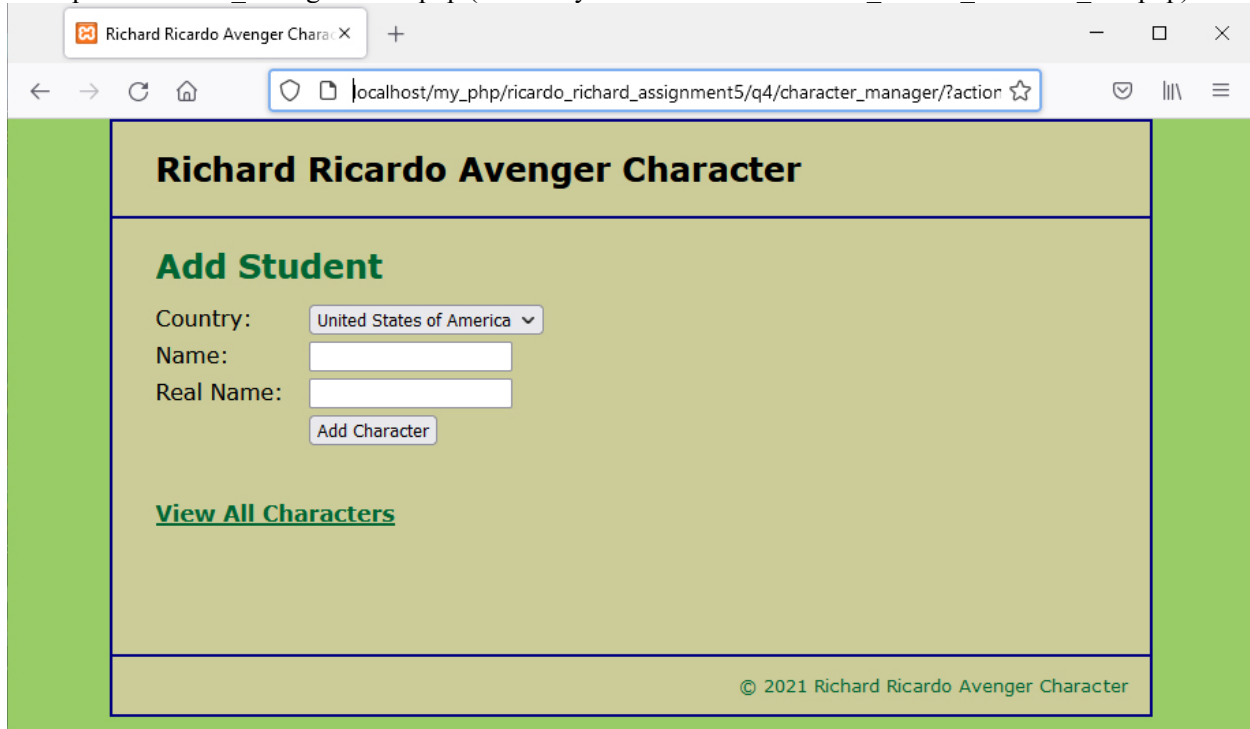 Richard Ricardo Avenger Charac
localhost/my_php/ricardo_richard_assignment5/q4/character_manager/?action
Richard Ricardo Avenger Character
Add Student
Country: United States of America
Name:
Real Name:
Add Character
View All Characters
© 2021 Richard Ricardo Avenger Character